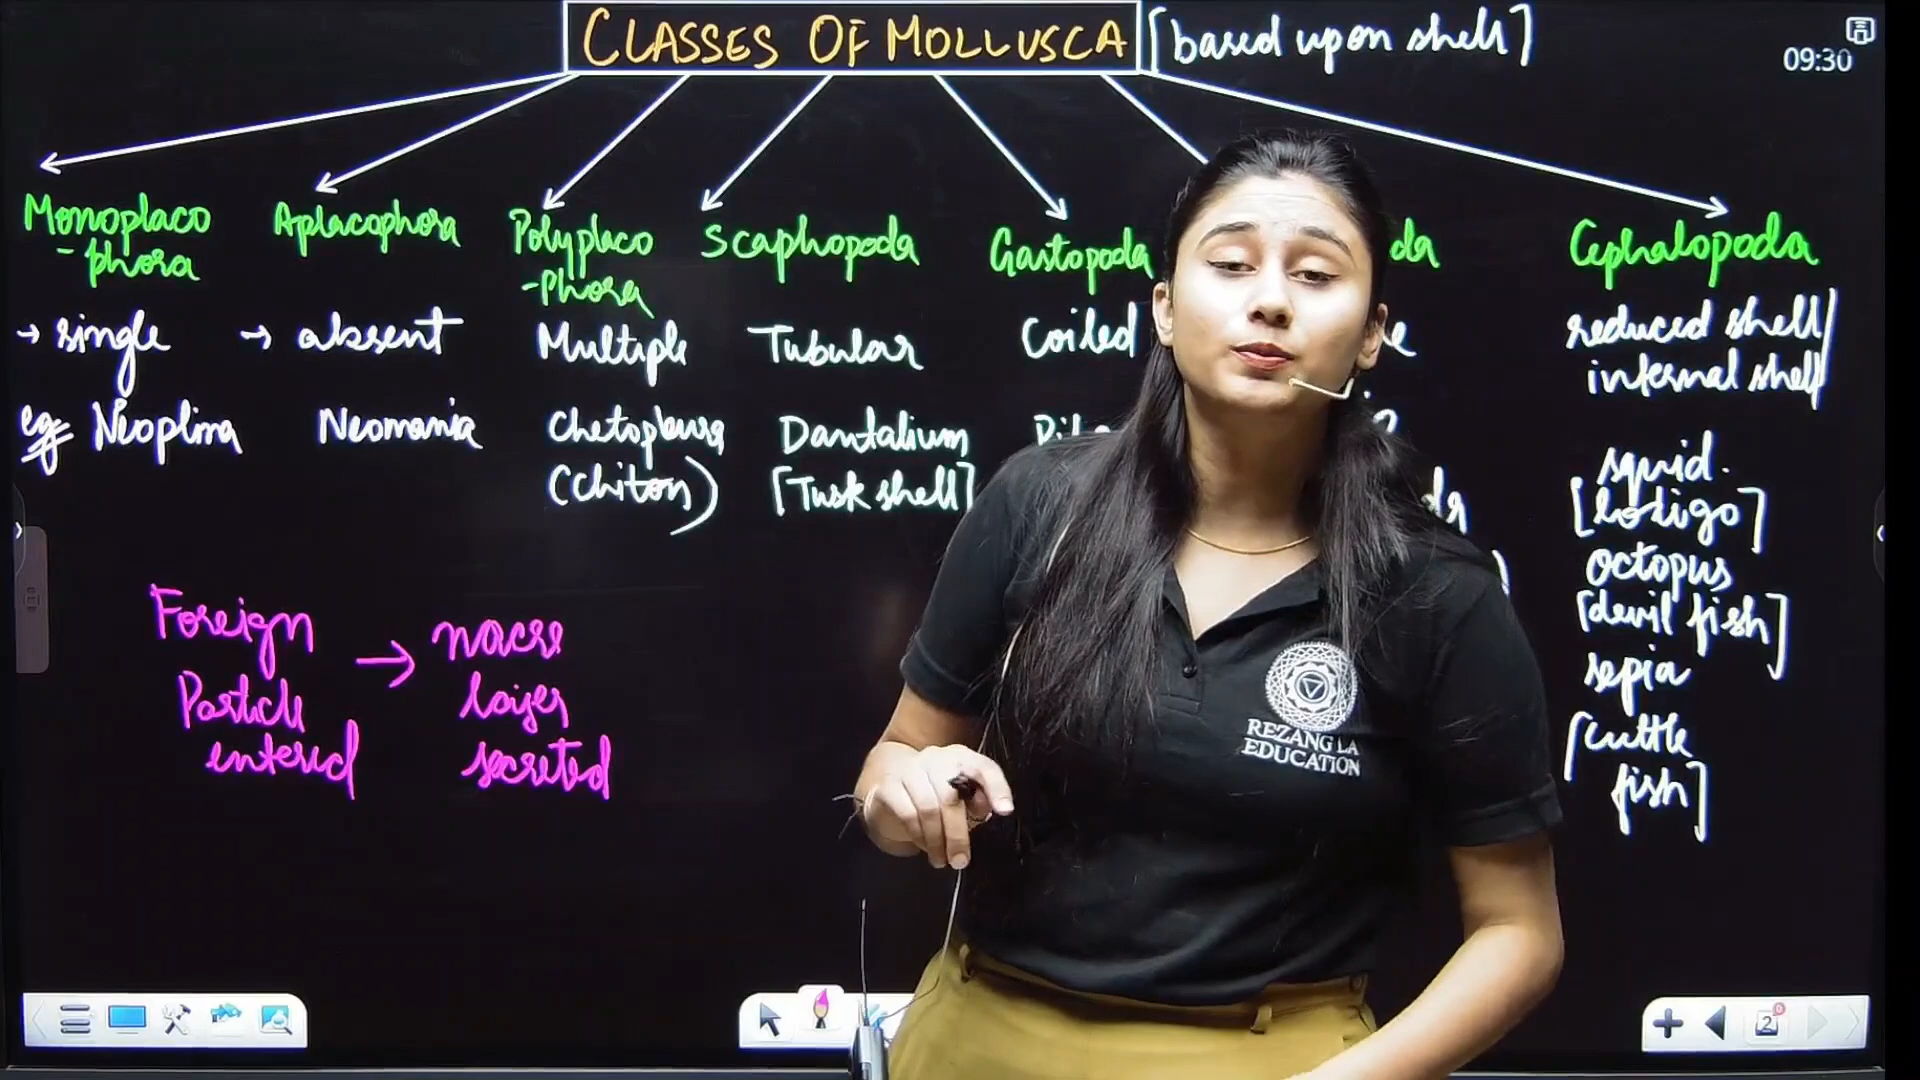 CLASSES OF MOLLUSCA [based upon shell]
09:30
Monoplaco
-phora
→ single
eg Neoplina
Aplacophora
→ absent
Neomania
Polyplaco
-phora
Multiple
Chetopleura
(Chiton)
Scaphopoda
Tubular
Dantalium
[Tusk shell]
Gastopoda
Coiled
Cephalopoda
reduced shell/
internal shell
squid.
[lodigo]
octopus
[devil fish]
sepia
[cuttle
fish]
Foreign
Particle
entered
→ nacre
layer
secreted
REZANG LA
EDUCATION
2